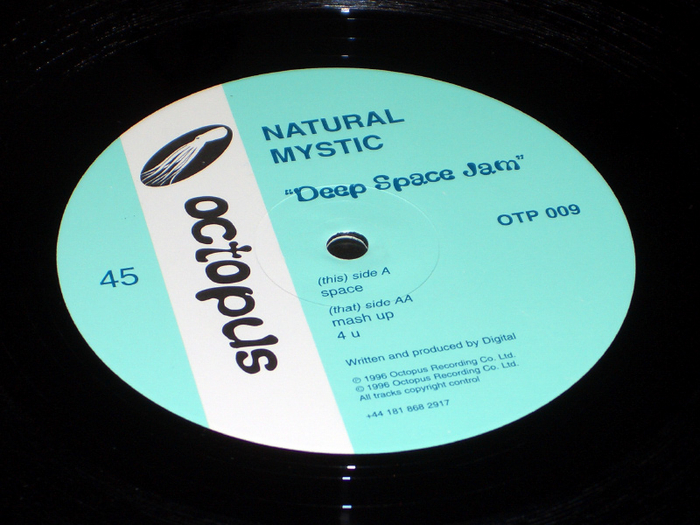 NATURAL
MYSTIC
"Deep Space Jam"
OTP 009
45
octopus
(this) side A
space
(that) side AA
mash up
4 u
Written and produced by Digital
℗ 1996 Octopus Recording Co. Ltd.
© 1996 Octopus Recording Co. Ltd.
All tracks copyright control
+44 181 868 2917